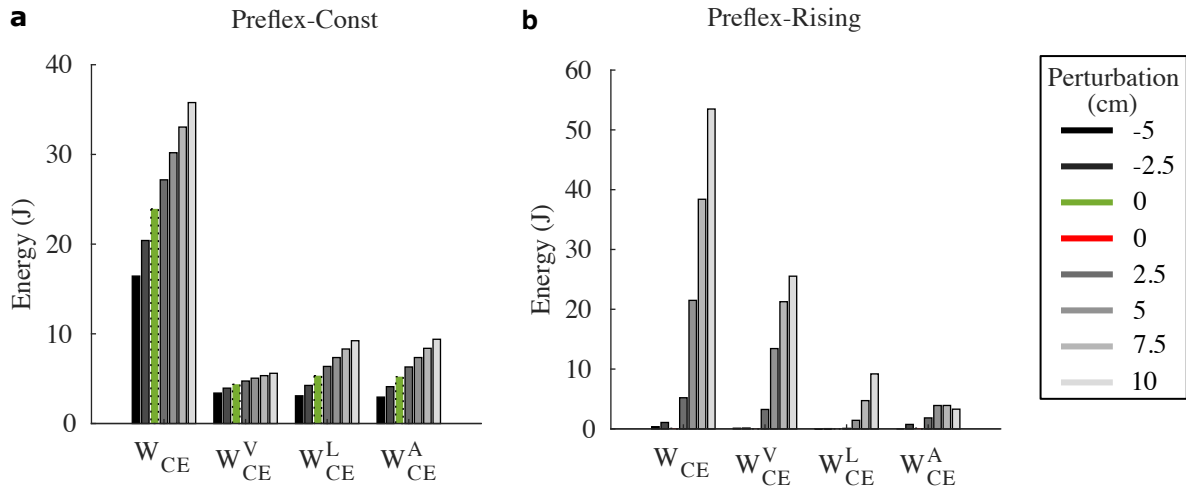 a
Preflex-Const
Energy (J)
40
30
20
10
0
W_CE
W^V_CE
W^L_CE
W^A_CE
b
Preflex-Rising
Energy (J)
60
50
40
30
20
10
0
W_CE
W^V_CE
W^L_CE
W^A_CE
Perturbation
(cm)
-5
-2.5
0
0
2.5
5
7.5
10